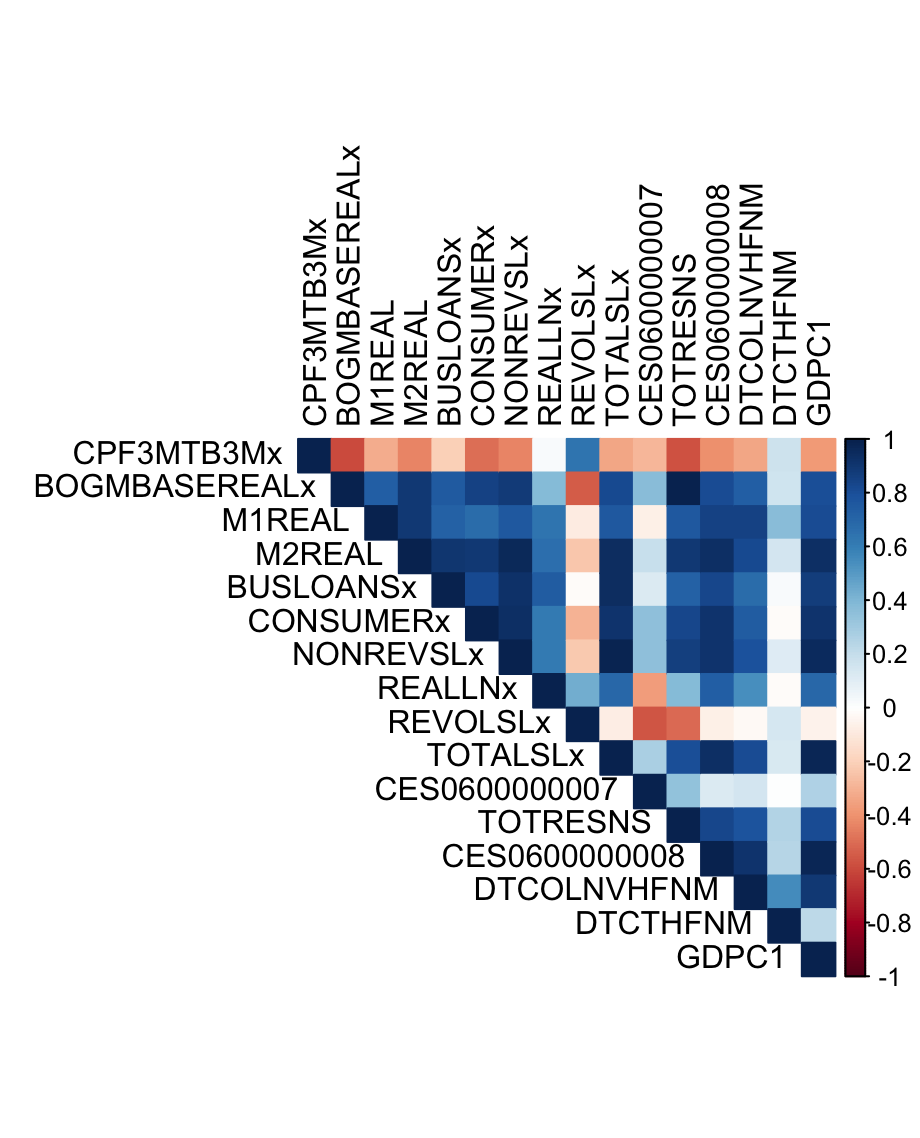 CPF3MTB3Mx
BOGMBASEREALx
M1REAL
M2REAL
BUSLOANSx
CONSUMERx
NONREVSLx
REALLNx
REVOLSLx
TOTALSLx
CES0600000007
TOTRESNS
CES0600000008
DTCOLNVHFNM
DTCTHFNM
GDPC1
CPF3MTB3Mx
BOGMBASEREALx
M1REAL
M2REAL
BUSLOANSx
CONSUMERx
NONREVSLx
REALLNx
REVOLSLx
TOTALSLx
CES0600000007
TOTRESNS
CES0600000008
DTCOLNVHFNM
DTCTHFNM
GDPC1
1
0.8
0.6
0.4
0.2
0
-0.2
-0.4
-0.6
-0.8
-1